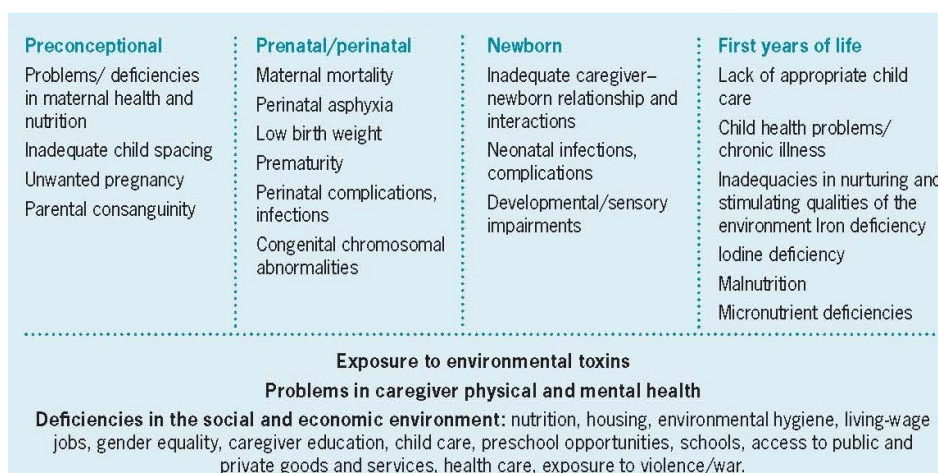 Preconceptional
Problems/ deficiencies
in maternal health and
nutrition
Inadequate child spacing
Unwanted pregnancy
Parental consanguinity
Prenatal/perinatal
Maternal mortality
Perinatal asphyxia
Low birth weight
Prematurity
Perinatal complications,
infections
Congenital chromosomal
abnormalities
Newborn
Inadequate caregiver–
newborn relationship and
interactions
Neonatal infections,
complications
Developmental/sensory
impairments
First years of life
Lack of appropriate child
care
Child health problems/
chronic illness
Inadequacies in nurturing and
stimulating qualities of the
environment Iron deficiency
Iodine deficiency
Malnutrition
Micronutrient deficiencies
Exposure to environmental toxins
Problems in caregiver physical and mental health
Deficiencies in the social and economic environment: nutrition, housing, environmental hygiene, living-wage
jobs, gender equality, caregiver education, child care, preschool opportunities, schools, access to public and
private goods and services, health care, exposure to violence/war.